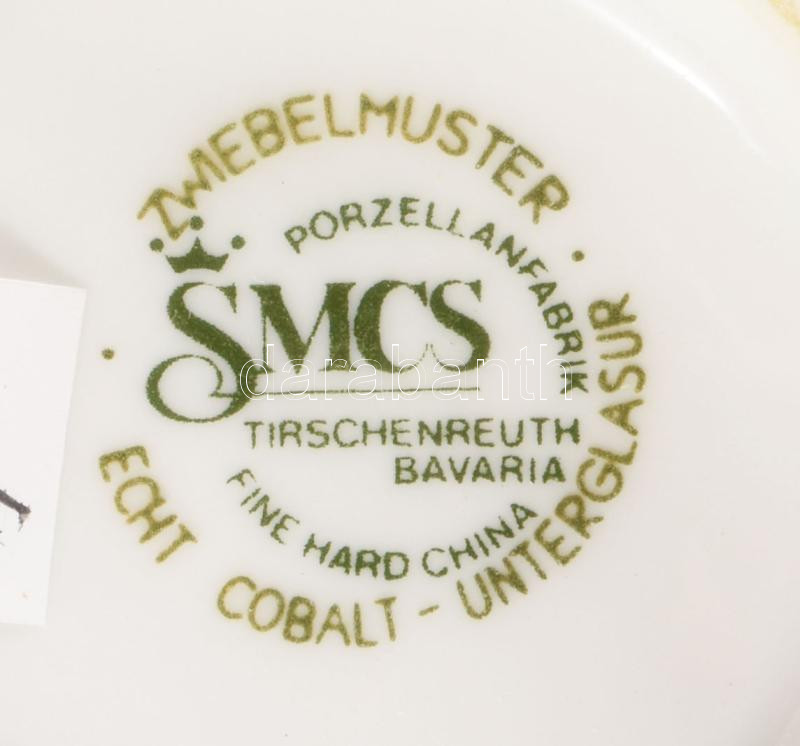 ZWIEBELMUSTER
PORZELLANFABRIK
SMCS
TIRSCHENREUTH
BAVARIA
FINE HARD CHINA
ECHT COBALT - UNTERGLASUR
darabanth